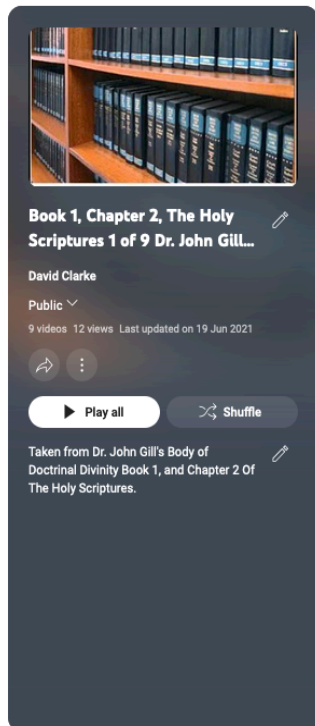 Book 1, Chapter 2, The Holy
Scriptures 1 of 9 Dr. John Gill...
David Clarke
Public
9 videos 12 views Last updated on 19 Jun 2021
Play all
Shuffle
Taken from Dr. John Gill's Body of
Doctrinal Divinity Book 1, and Chapter 2 Of
The Holy Scriptures.